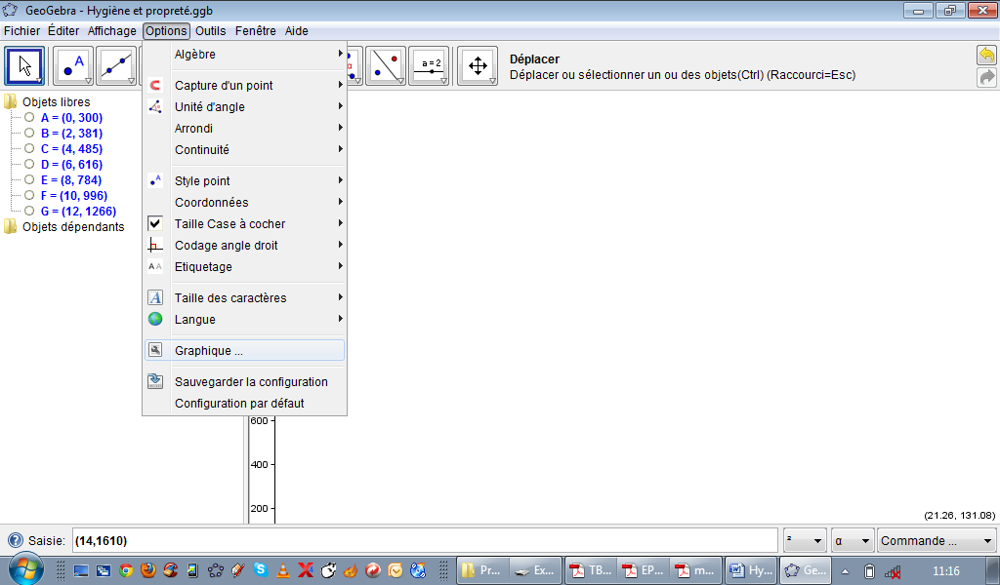 GeoGebra - Hygiène et propreté.ggb
Fichier Éditer Affichage Options Outils Fenêtre Aide
A
a = 2
Déplacer
Déplacer ou sélectionner un ou des objets(Ctrl) (Raccourci=Esc)
Objets libres
A = (0, 300)
B = (2, 381)
C = (4, 485)
D = (6, 616)
E = (8, 784)
F = (10, 996)
G = (12, 1266)
Objets dépendants
Algèbre
Capture d'un point
Unité d'angle
Arrondi
Continuité
A
Style point
Coordonnées
Taille Case à cocher
Codage angle droit
A A
Etiquetage
A
Taille des caractères
Langue
Graphique ...
Sauvegarder la configuration
Configuration par défaut
600
400
200
(21.26, 131.08)
Saisie: (14,1610)
² α Commande ...
Pr... Ex... TB... EP... m... Hy... Ge... 11:16